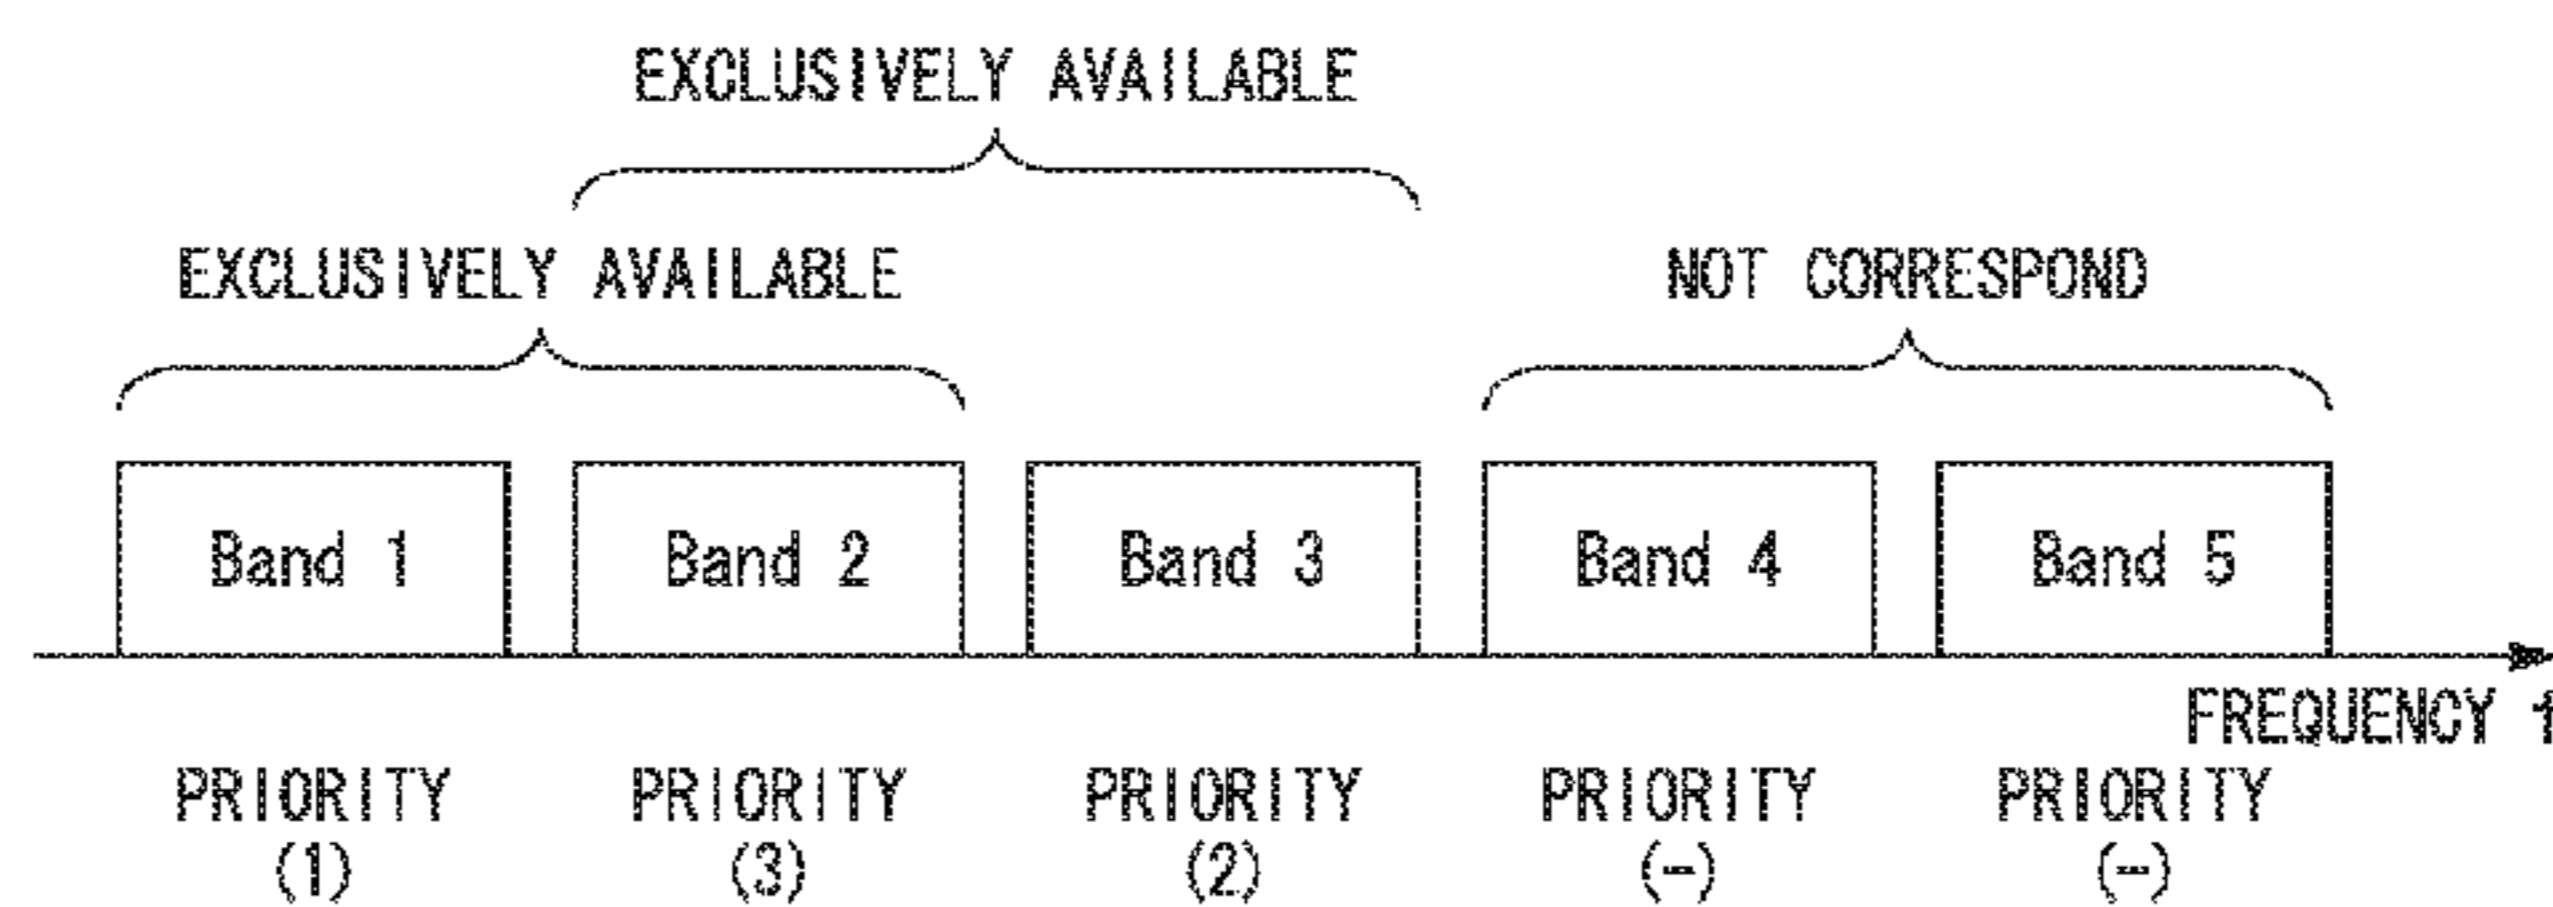 EXCLUSIVELY AVAILABLE
EXCLUSIVELY AVAILABLE NOT CORRESPOND
Band 1 Band 2 Band 3 Band 4 Band 5
FREQUENCY f
PRIORITY PRIORITY PRIORITY PRIORITY PRIORITY
(1) (3) (2) (-) (-)